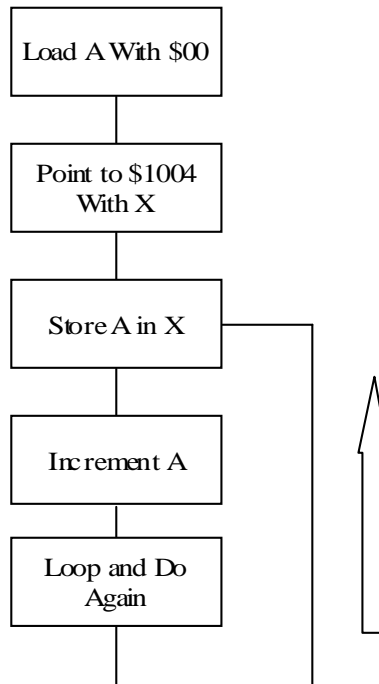 Load A With $00
Point to $1004
With X
Store A in X
Increment A
Loop and Do
Again